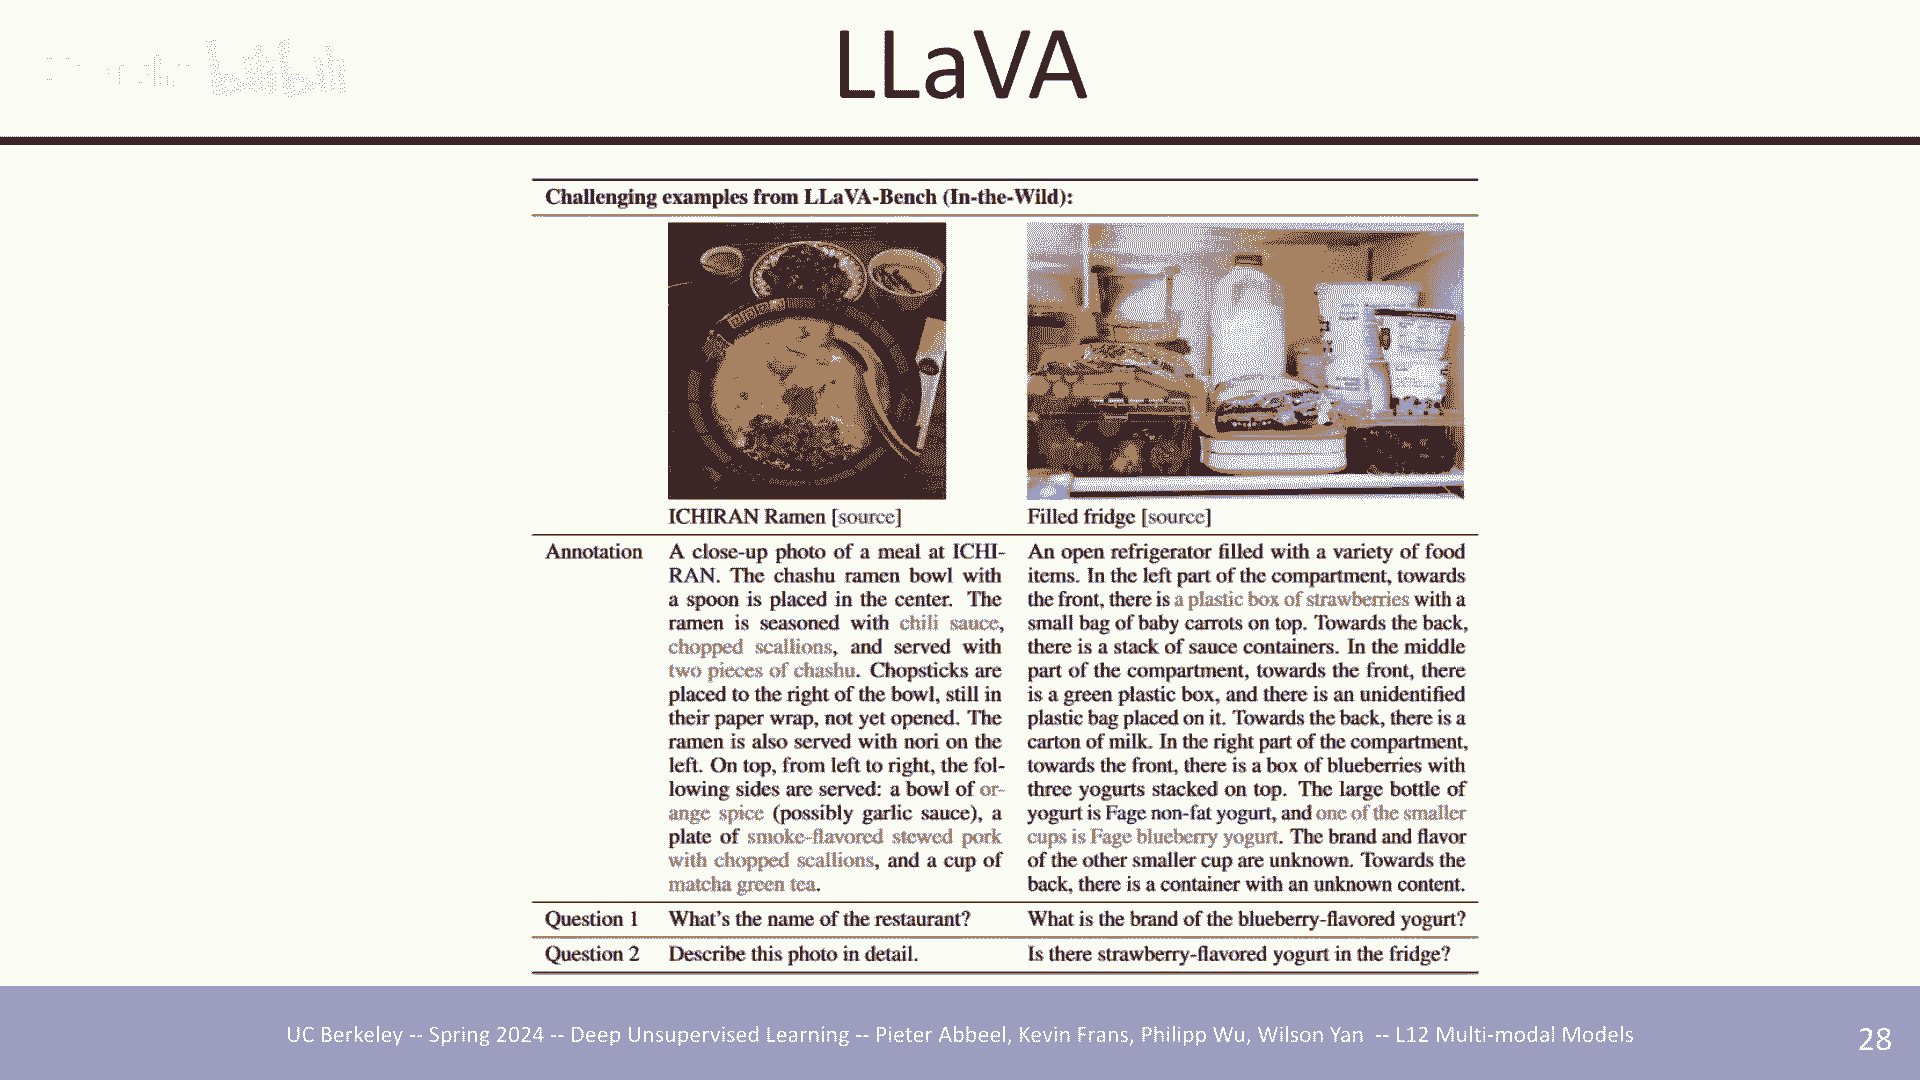 LLaVA
Challenging examples from LLaVA-Bench (In-the-Wild):
ICHIRAN Ramen [source]
Filled fridge [source]
Annotation
A close-up photo of a meal at ICHI-
RAN. The chashu ramen bowl with
a spoon is placed in the center. The
ramen is seasoned with chili sauce,
chopped scallions, and served with
two pieces of chashu. Chopsticks are
placed to the right of the bowl, still in
their paper wrap, not yet opened. The
ramen is also served with nori on the
left. On top, from left to right, the fol-
lowing sides are served: a bowl of or-
ange spice (possibly garlic sauce), a
plate of smoke-flavored stewed pork
with chopped scallions, and a cup of
matcha green tea.
An open refrigerator filled with a variety of food
items. In the left part of the compartment, towards
the front, there is a plastic box of strawberries with a
small bag of baby carrots on top. Towards the back,
there is a stack of sauce containers. In the middle
part of the compartment, towards the front, there
is a green plastic box, and there is an unidentified
plastic bag placed on it. Towards the back, there is a
carton of milk. In the right part of the compartment,
towards the front, there is a box of blueberries with
three yogurts stacked on top. The large bottle of
yogurt is Fage non-fat yogurt, and one of the smaller
cups is Fage blueberry yogurt. The brand and flavor
of the other smaller cup are unknown. Towards the
back, there is a container with an unknown content.
Question 1 What's the name of the restaurant? What is the brand of the blueberry-flavored yogurt?
Question 2 Describe this photo in detail. Is there strawberry-flavored yogurt in the fridge?
UC Berkeley -- Spring 2024 -- Deep Unsupervised Learning -- Pieter Abbeel, Kevin Frans, Philipp Wu, Wilson Yan -- L12 Multi-modal Models
28